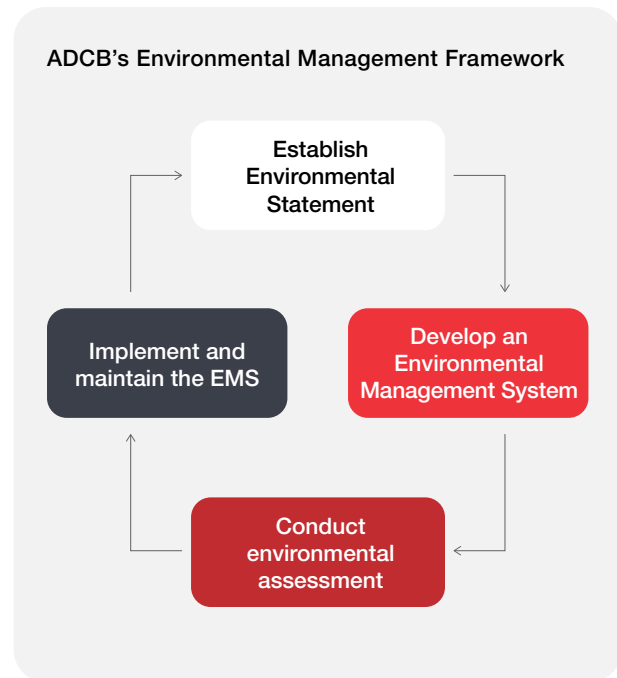 ADCB's Environmental Management Framework
Establish
Environmental
Statement
Develop an
Environmental
Management System
Conduct
environmental
assessment
Implement and
maintain the EMS